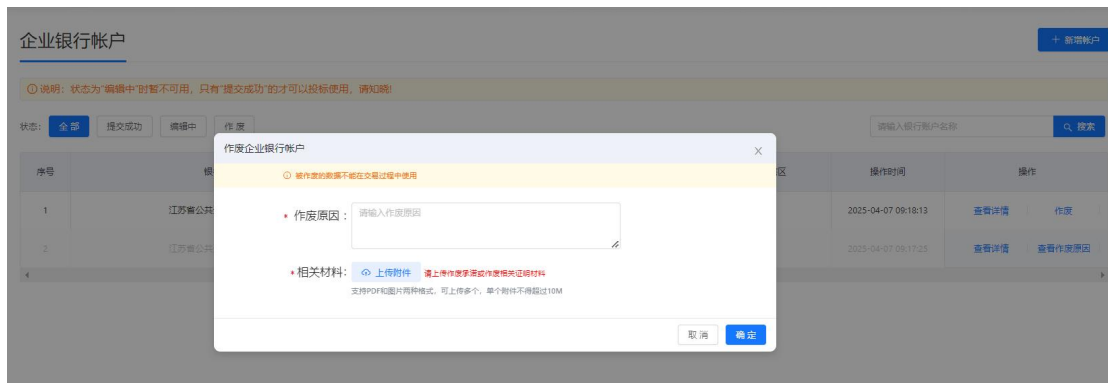 企业银行帐户
+ 新增帐户
说明：状态为“编辑中”时暂不可用，只有“提交成功”的才可以投标使用，请知晓!
状态： 全 部 提交成功 编辑中 作 废
请输入银行账户名称 搜索
作废企业银行帐户
被作废的数据不能在交易过程中使用
序号 银 区 操作时间 操作
* 作废原因： 请输入作废原因
1 江苏省公共 2025-04-07 09:18:13 查看详情 作废
2 江苏省公共 2025-04-07 09:17:25 查看详情 查看作废原因
* 相关材料： 上传附件 请上传作废承诺或作废相关证明材料
支持PDF和图片两种格式，可上传多个，单个附件不得超过10M
取 消 确 定